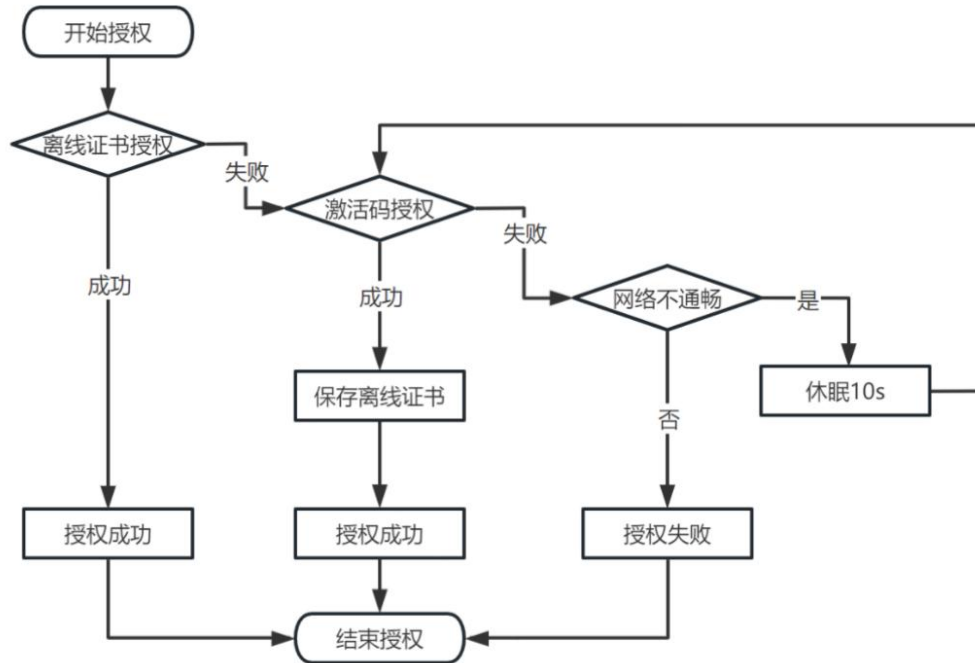 开始授权
离线证书授权
失败
激活码授权
失败
成功
成功
网络不通畅
是
保存离线证书
休眠10s
否
授权成功
授权成功
授权失败
结束授权